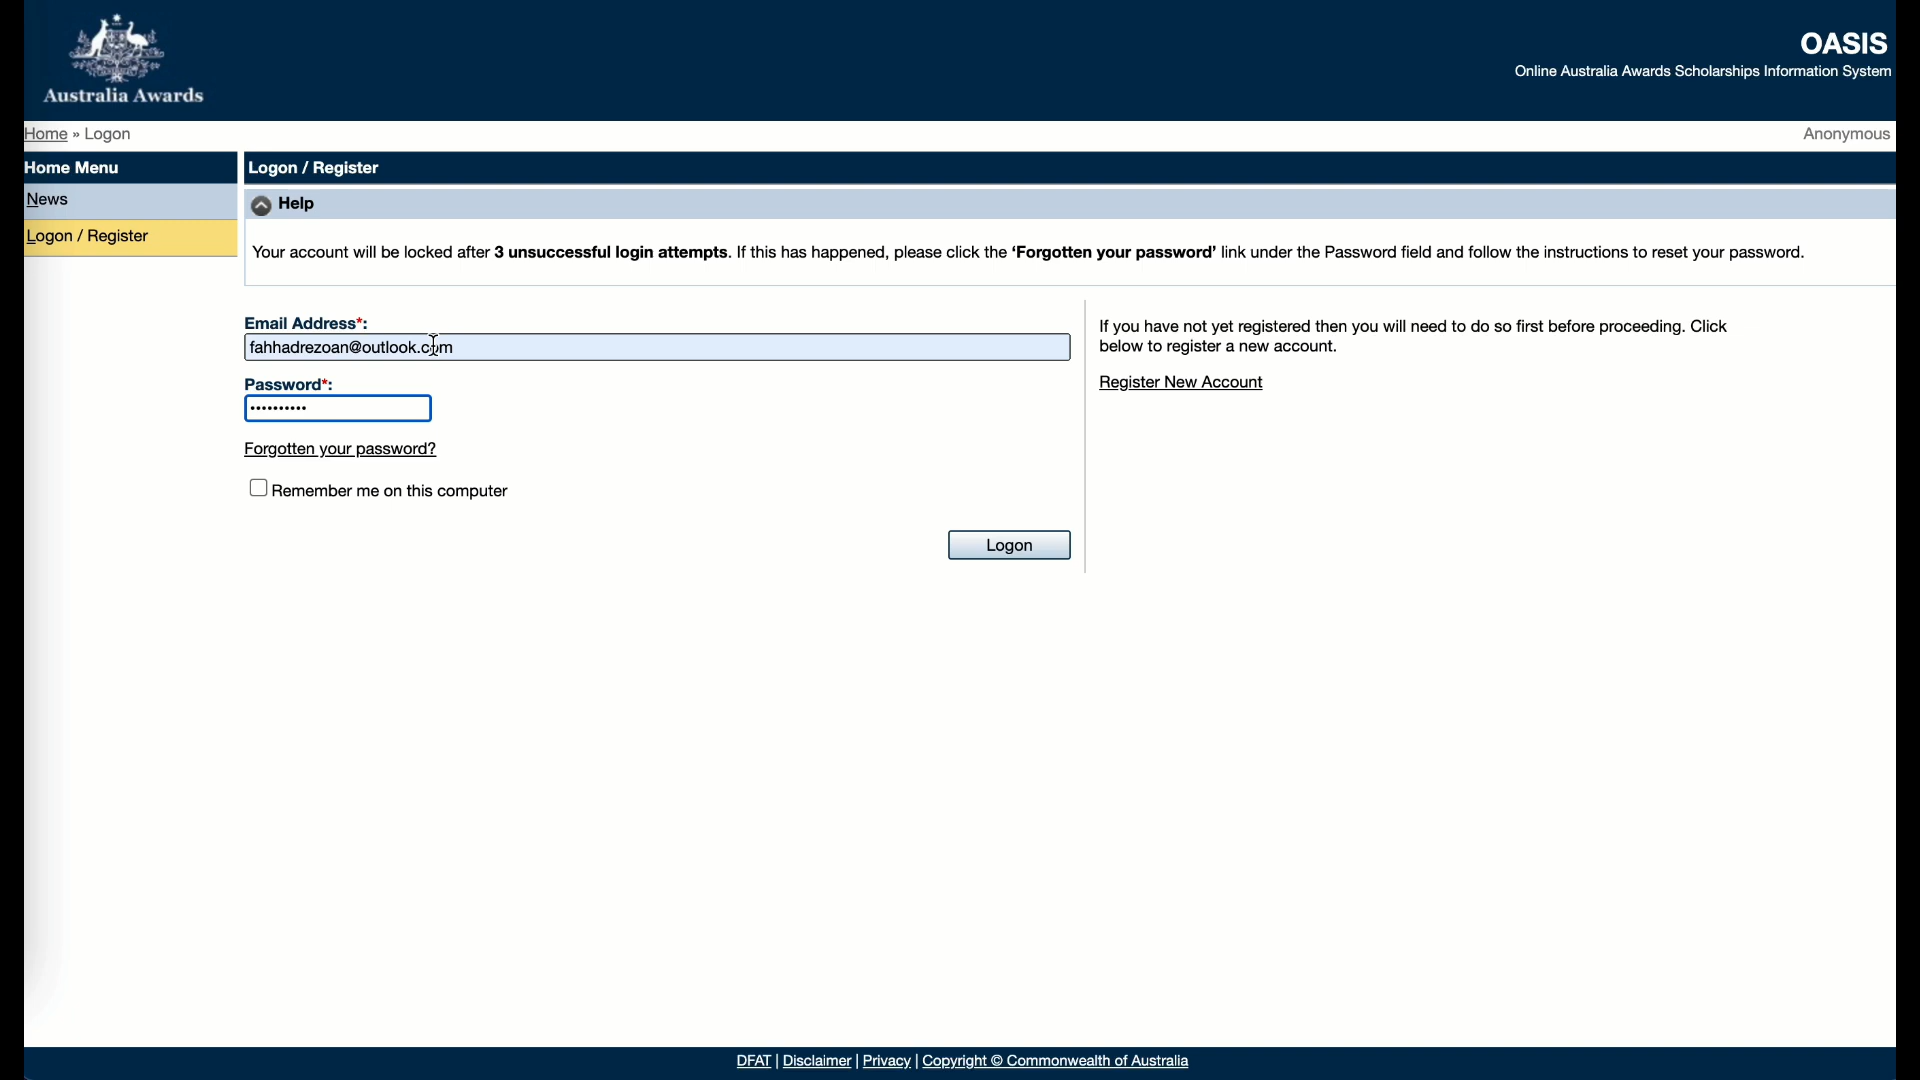 Australia Awards
OASIS
Online Australia Awards Scholarships Information System
Home » Logon
Anonymous
Home Menu
News
Logon / Register
Logon / Register
Help
Your account will be locked after 3 unsuccessful login attempts. If this has happened, please click the ‘Forgotten your password’ link under the Password field and follow the instructions to reset your password.
Email Address*:
fahhadrezoan@outlook.com
Password*:
••••••••••
Forgotten your password?
Remember me on this computer
Logon
If you have not yet registered then you will need to do so first before proceeding. Click
below to register a new account.
Register New Account
DFAT | Disclaimer | Privacy | Copyright © Commonwealth of Australia